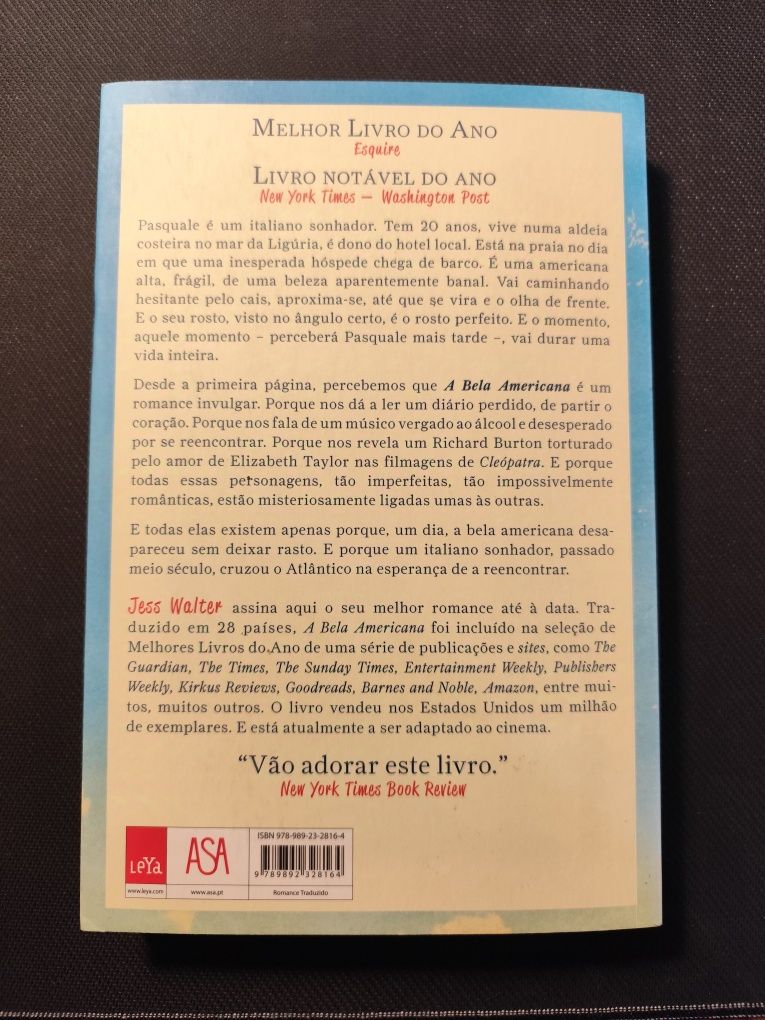 MELHOR LIVRO DO ANO
Esquire
LIVRO NOTÁVEL DO ANO
New York Times — Washington Post
Pasquale é um italiano sonhador. Tem 20 anos, vive numa aldeia
costeira no mar da Ligúria, é dono do hotel local. Está na praia no dia
em que uma inesperada hóspede chega de barco. É uma americana
alta, frágil, de uma beleza aparentemente banal. Vai caminhando
hesitante pelo cais, aproxima-se, até que se vira e o olha de frente.
E o seu rosto, visto no ângulo certo, é o rosto perfeito. E o momento,
aquele momento – perceberá Pasquale mais tarde –, vai durar uma
vida inteira.
Desde a primeira página, percebemos que A Bela Americana é um
romance invulgar. Porque nos dá a ler um diário perdido, de partir o
coração. Porque nos fala de um músico vergado ao álcool e desesperado
por se reencontrar. Porque nos revela um Richard Burton torturado
pelo amor de Elizabeth Taylor nas filmagens de Cleópatra. E porque
todas essas personagens, tão imperfeitas, tão impossivelmente
românticas, estão misteriosamente ligadas umas às outras.
E todas elas existem apenas porque, um dia, a bela americana desa-
pareceu sem deixar rasto. E porque um italiano sonhador, passado
meio século, cruzou o Atlântico na esperança de a reencontrar.
Jess Walter assina aqui o seu melhor romance até à data. Tra-
duzido em 28 países, A Bela Americana foi incluído na seleção de
Melhores Livros do Ano de uma série de publicações e sites, como The
Guardian, The Times, The Sunday Times, Entertainment Weekly, Publishers
Weekly, Kirkus Reviews, Goodreads, Barnes and Noble, Amazon, entre mui-
tos, muitos outros. O livro vendeu nos Estados Unidos um milhão
de exemplares. E está atualmente a ser adaptado ao cinema.
“Vão adorar este livro.”
New York Times Book Review
LeYa
www.leya.com
ASA
www.asa.pt
ISBN 978-989-23-2816-4
9 789892 328164
Romance Traduzido